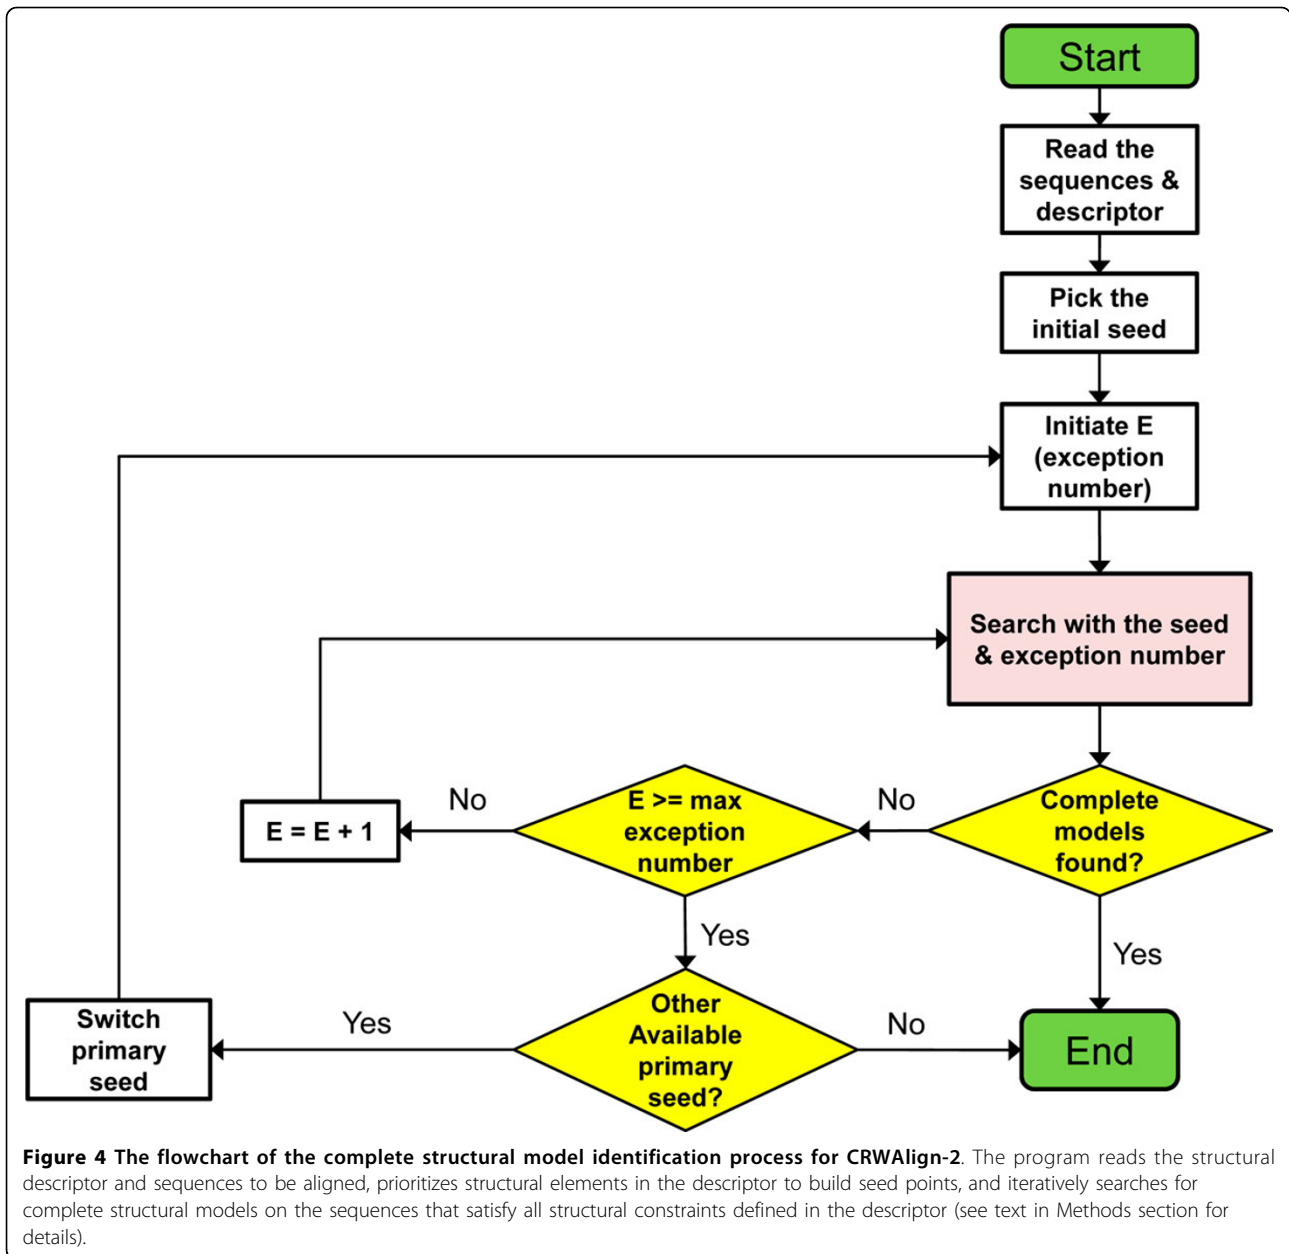 Start
Read the
sequences &
descriptor
Pick the
initial seed
Initiate E
(exception
number)
Search with the seed
& exception number
Complete
models
found?
No
E >= max
exception
number
No
E = E + 1
Yes
Yes
Other
Available
primary
seed?
Yes
No
Switch
primary
seed
End
Figure 4 The flowchart of the complete structural model identification process for CRWAlign-2. The program reads the structural
descriptor and sequences to be aligned, prioritizes structural elements in the descriptor to build seed points, and iteratively searches for
complete structural models on the sequences that satisfy all structural constraints defined in the descriptor (see text in Methods section for
details).